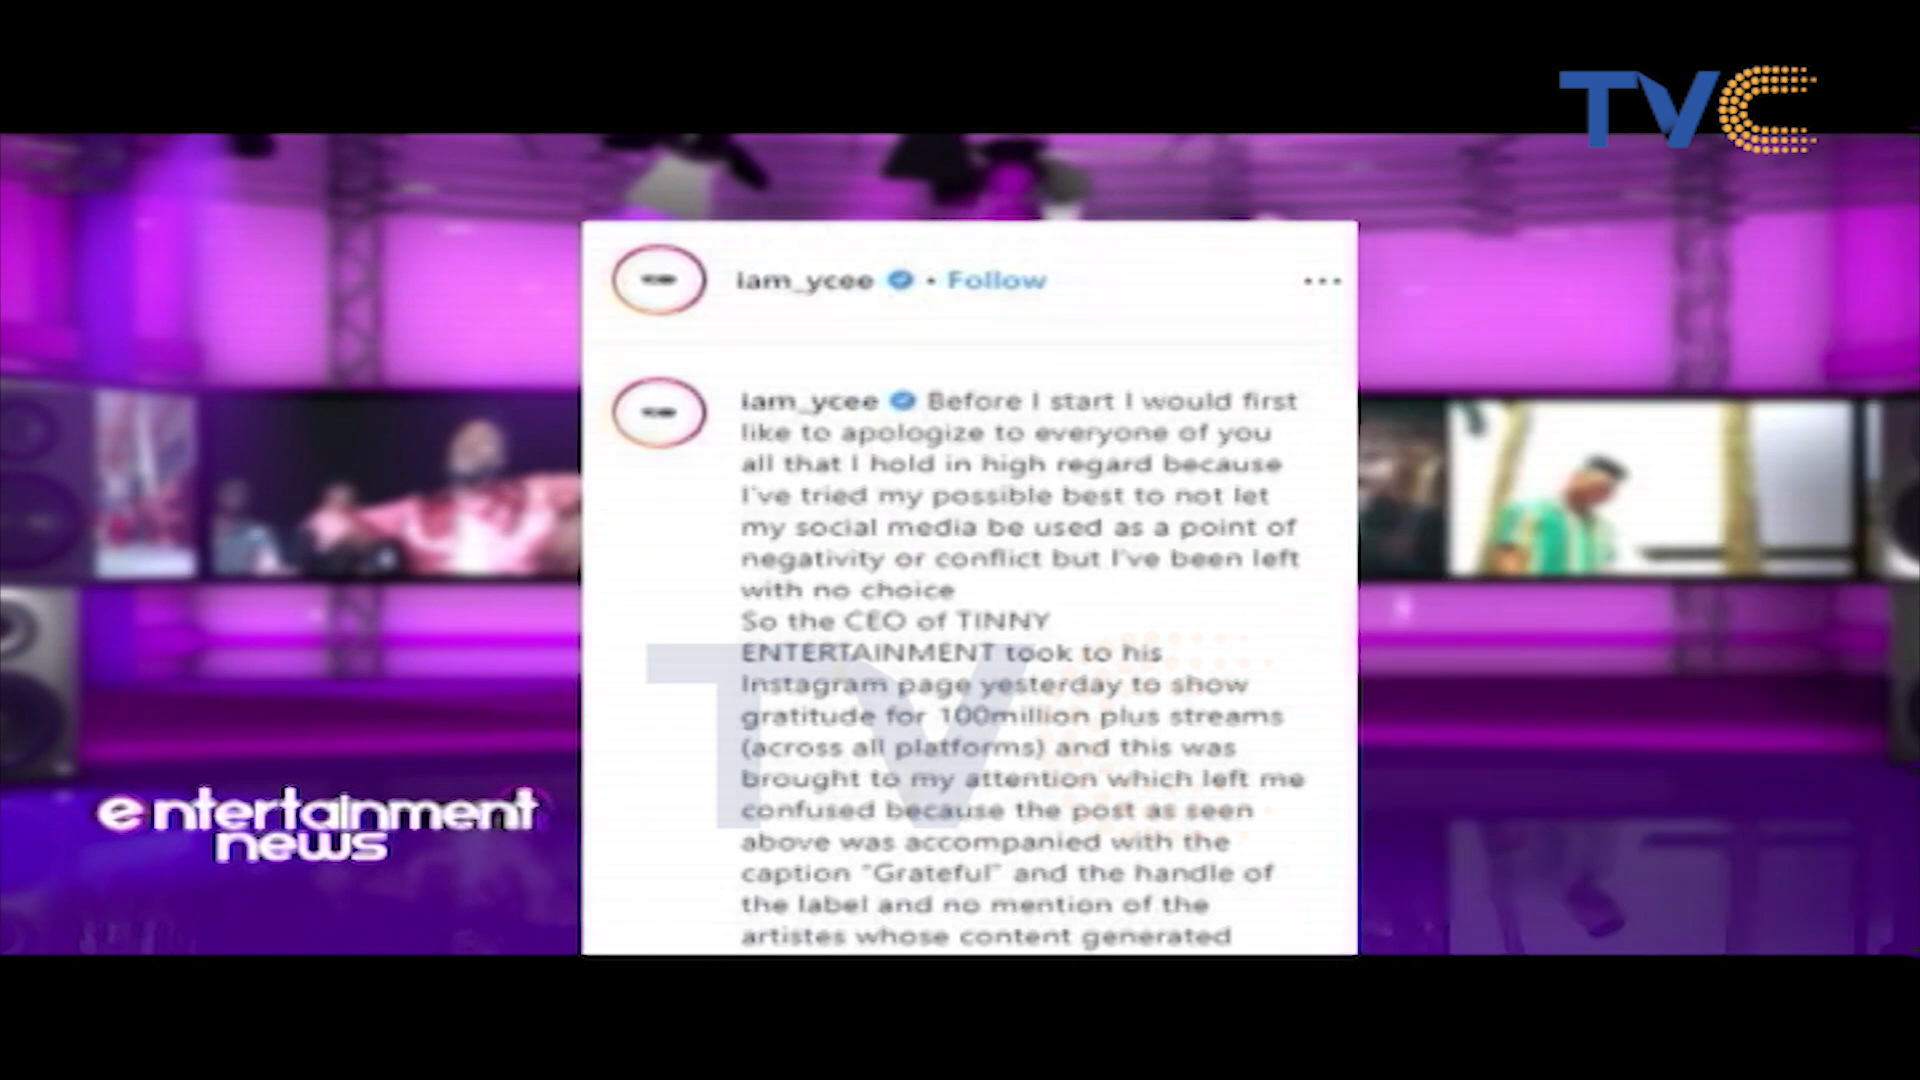 TVC
iam_ycee • Follow
iam_ycee Before I start I would first
like to apologize to everyone of you
all that I hold in high regard because
I've tried my possible best to not let
my social media be used as a point of
negativity or conflict but I've been left
with no choice
So the CEO of TINNY
ENTERTAINMENT took to his
Instagram page yesterday to show
gratitude for 100million plus streams
(across all platforms) and this was
brought to my attention which left me
confused because the post as seen
above was accompanied with the
caption "Grateful" and the handle of
the label and no mention of the
artistes whose content generated
entertainment
news
TVC